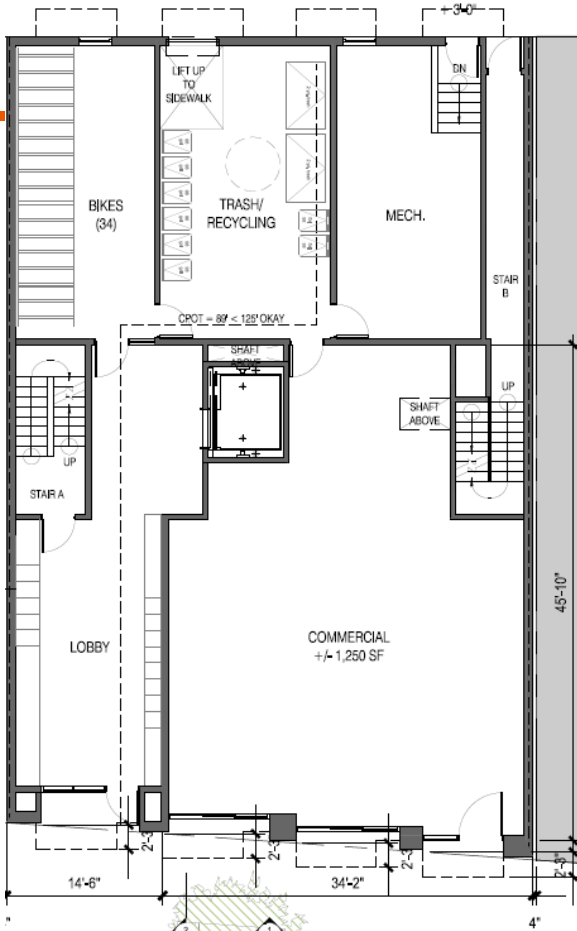 + 3'-0"
LIFT UP
TO
SIDEWALK
DN
BIKES
(34)
TRASH/
RECYCLING
MECH.
STAIR
B
CPOT = 89' < 125' OKAY
SHAFT
ABOVE
SHAFT
ABOVE
UP
UP
STAIR A
45'-10"
LOBBY
COMMERCIAL
+/- 1,250 SF
2'-3"
2'-3"
2'-3"
2'-3"
14'-6"
34'-2"
4"